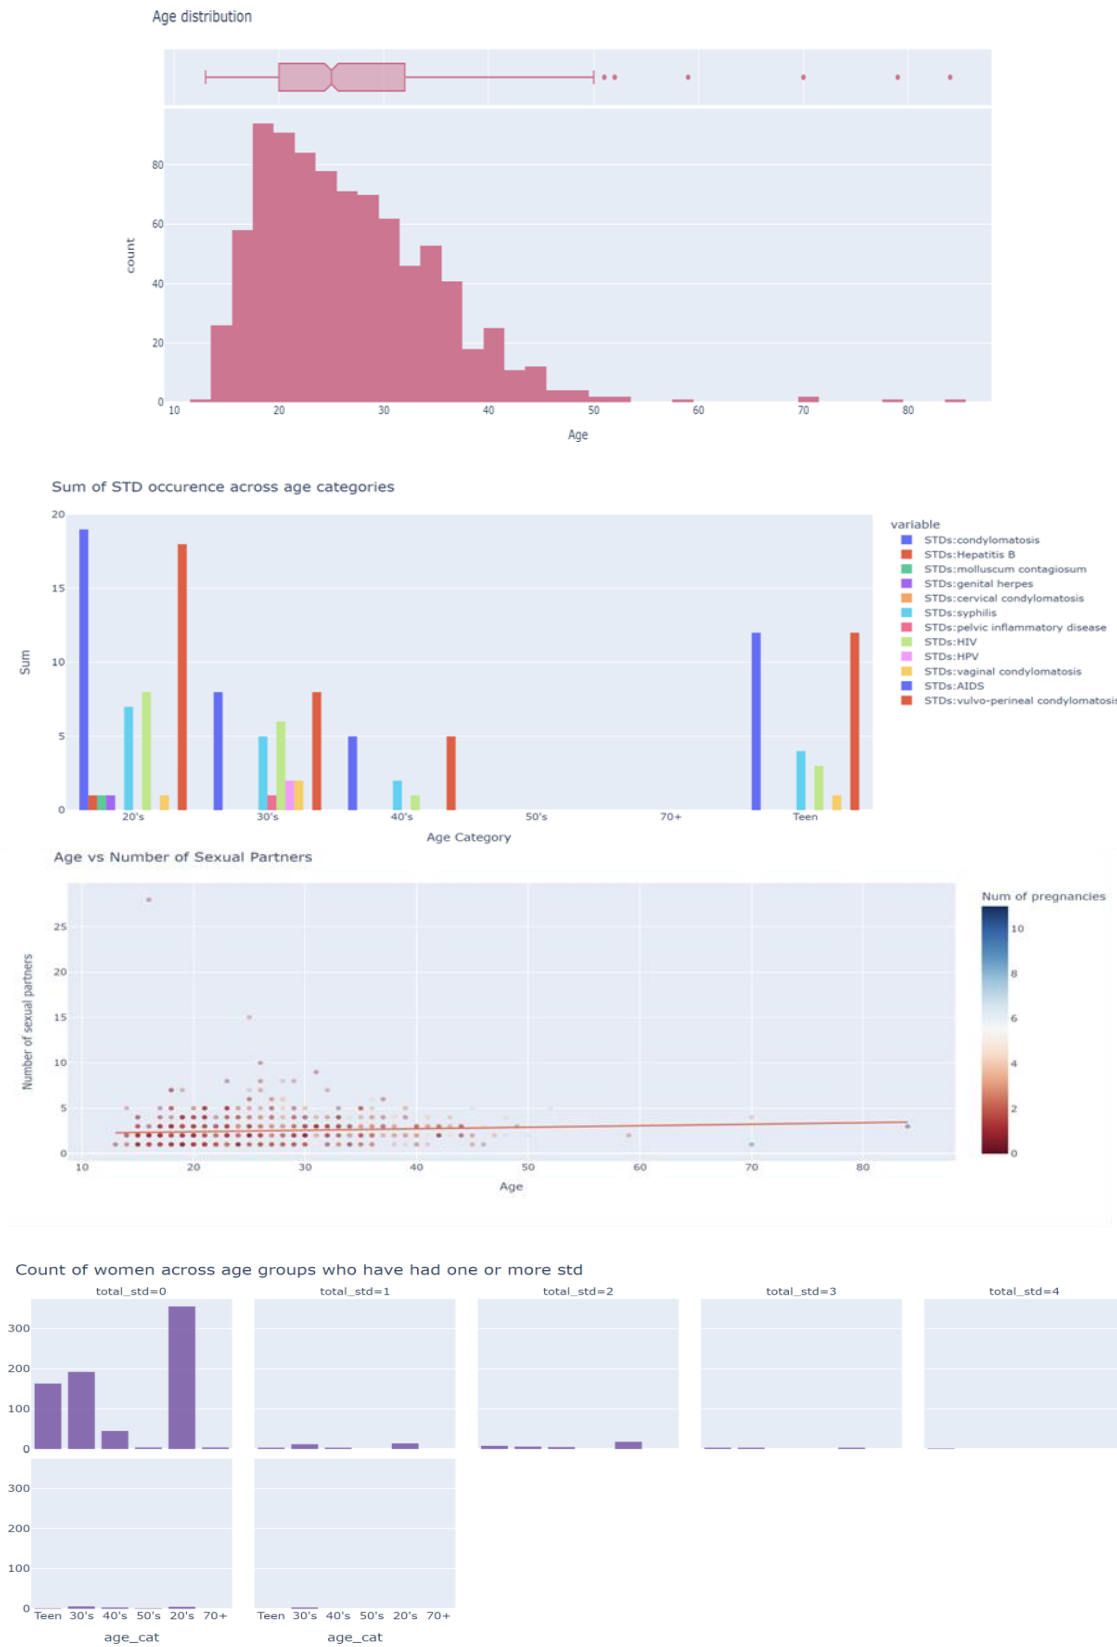 Age distribution
80
60
40
20
0
count
10 20 30 40 50 60 70 80
Age
Sum of STD occurence across age categories
20
15
10
5
0
Sum
20's 30's 40's 50's 70+ Teen
Age Category
variable
STDs:condylomatosis
STDs:Hepatitis B
STDs:molluscum contagiosum
STDs:genital herpes
STDs:cervical condylomatosis
STDs:syphilis
STDs:pelvic inflammatory disease
STDs:HIV
STDs:HPV
STDs:vaginal condylomatosis
STDs:AIDS
STDs:vulvo-perineal condylomatosis
Age vs Number of Sexual Partners
25
20
15
10
5
0
Number of sexual partners
10 20 30 40 50 60 70 80
Age
Num of pregnancies
10
8
6
4
2
0
Count of women across age groups who have had one or more std
total_std=0 total_std=1 total_std=2 total_std=3 total_std=4
300
200
100
0
300
200
100
0
Teen 30's 40's 50's 20's 70+ Teen 30's 40's 50's 20's 70+
age_cat age_cat